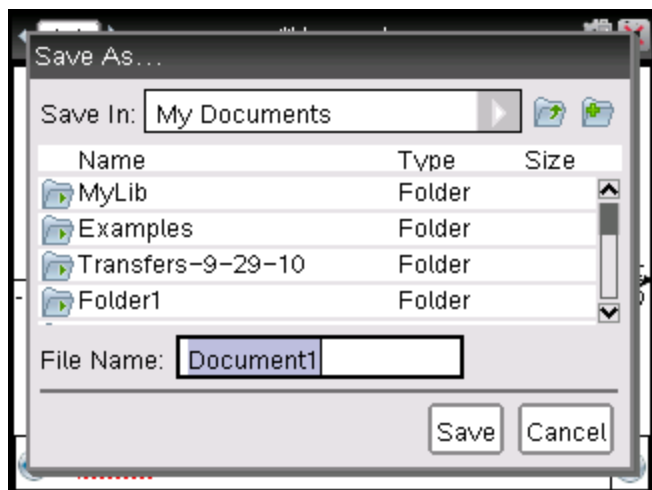 Save As...
Save In: My Documents
Name Type Size
MyLib Folder
Examples Folder
Transfers-9-29-10 Folder
Folder1 Folder
File Name: Document1
Save Cancel